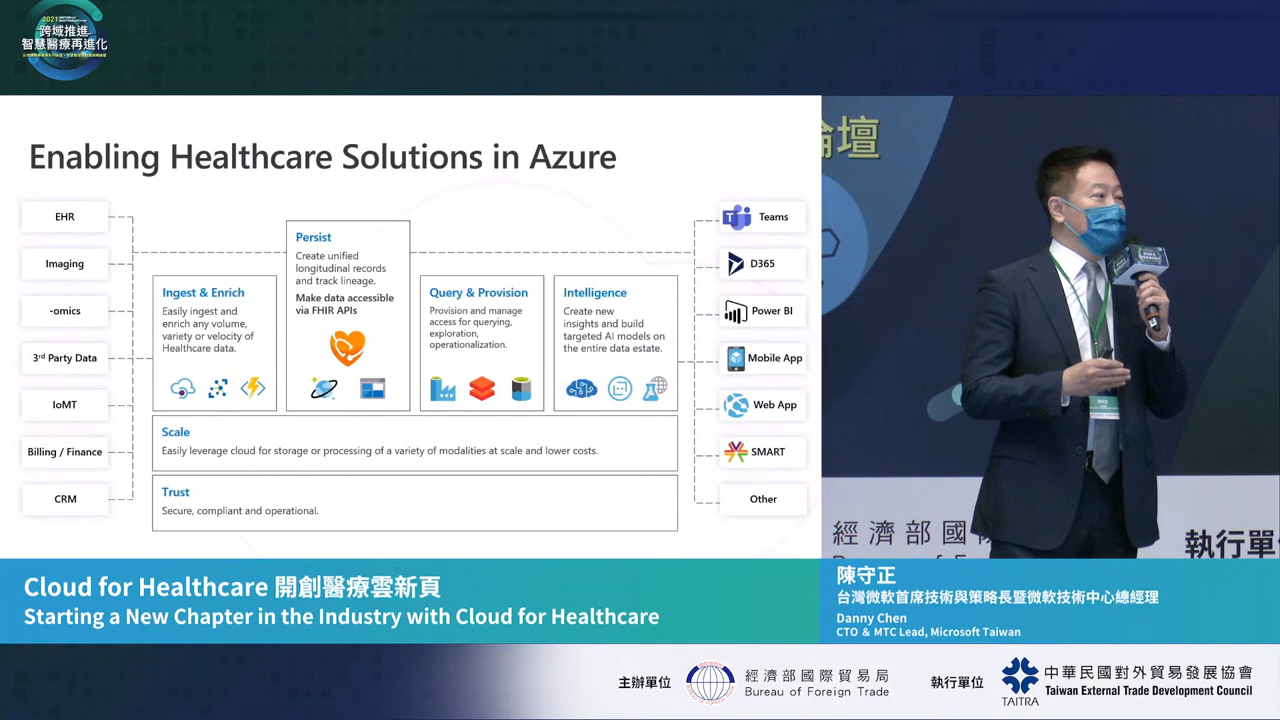 2021
跨域推進
智慧醫療再進化
Enabling Healthcare Solutions in Azure
EHR
Imaging
-omics
3rd Party Data
IoMT
Billing / Finance
CRM
Ingest & Enrich
Easily ingest and
enrich any volume,
variety or velocity of
Healthcare data.
Persist
Create unified
longitudinal records
and track lineage.
Make data accessible
via FHIR APIs
Query & Provision
Provision and manage
access for querying,
exploration,
operationalization.
Intelligence
Create new
insights and build
targeted AI models on
the entire data estate.
Scale
Easily leverage cloud for storage or processing of a variety of modalities at scale and lower costs.
Trust
Secure, compliant and operational.
Teams
D365
Power BI
Mobile App
Web App
SMART
Other
論壇
經濟部國
執行單
Cloud for Healthcare 開創醫療雲新頁
Starting a New Chapter in the Industry with Cloud for Healthcare
陳守正
台灣微軟首席技術與策略長暨微軟技術中心總經理
Danny Chen
CTO & MTC Lead, Microsoft Taiwan
主辦單位
經濟部國際貿易局
Bureau of Foreign Trade
執行單位
TAITRA
中華民國對外貿易發展協會
Taiwan External Trade Development Council